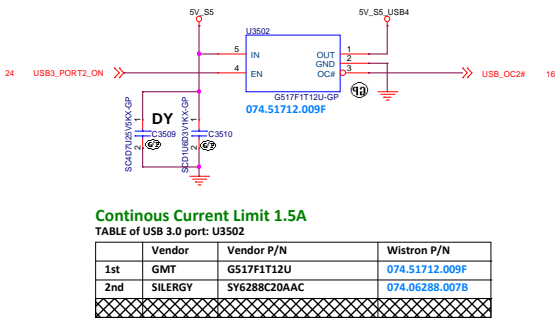 5V_S5
5V_S5_USB4
U3502
5 IN OUT 1
GND 2
24 USB3_PORT2_ON 4 EN OC# 3 USB_OC2# 16
G517F1T12U-GP
074.51712.009F
DY
SC4D7U25V5KX-GP
1
2
C3509
SCD1U6D3V1KX-GP
1
2
C3510
Continous Current Limit 1.5A
TABLE of USB 3.0 port: U3502
Vendor Vendor P/N Wistron P/N
1st GMT G517F1T12U 074.51712.009F
2nd SILERGY SY6288C20AAC 074.06288.007B